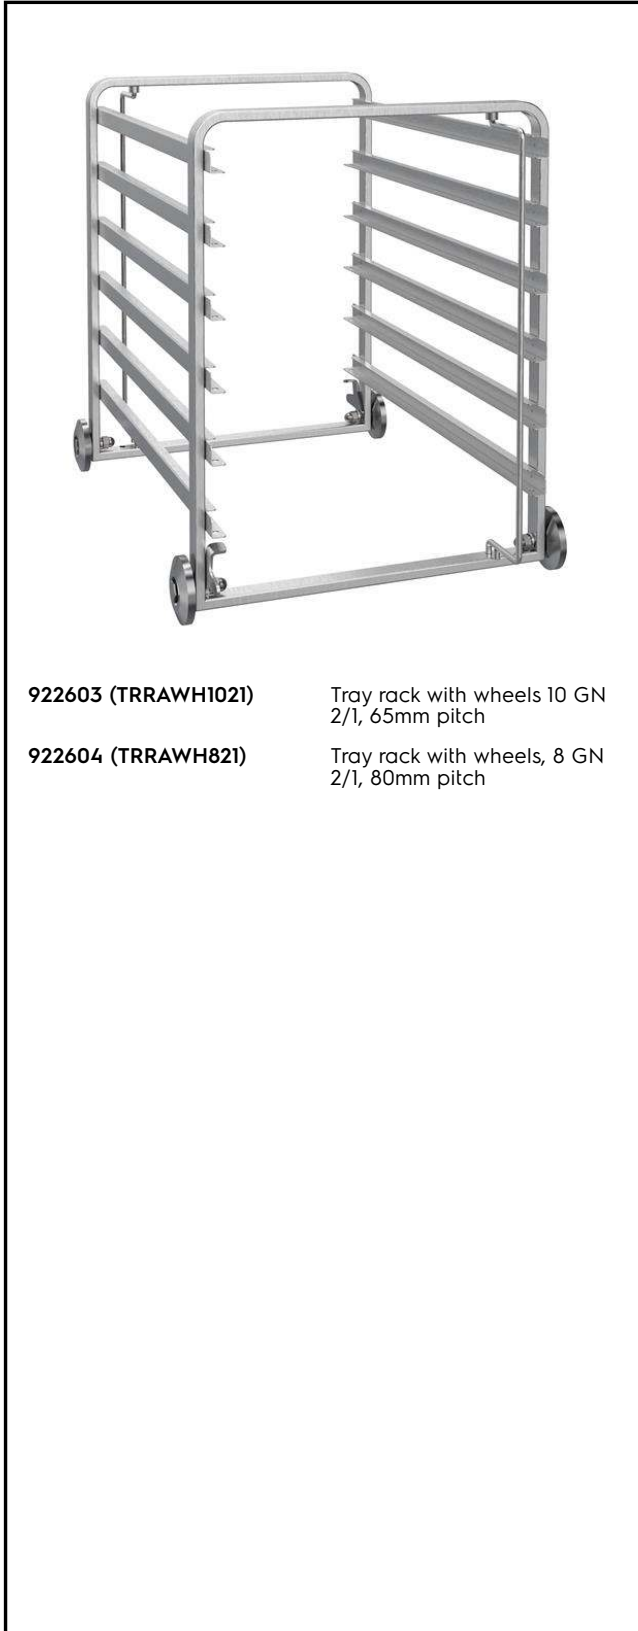 922603 (TRRAWH1021) Tray rack with wheels 10 GN
2/1, 65mm pitch
922604 (TRRAWH821) Tray rack with wheels, 8 GN
2/1, 80mm pitch